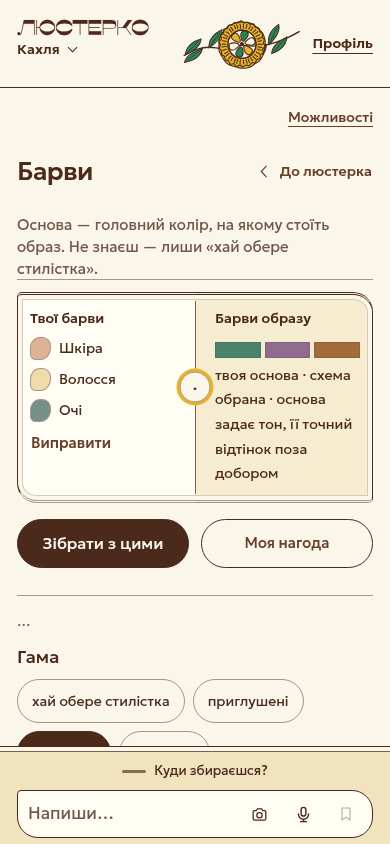 ЛЮСТЕРКО
Кахля
Профіль
Можливості
Барви
До люстерка
Основа — головний колір, на якому стоїть
образ. Не знаєш — лиши «хай обере
стилістка».
Твої барви
Шкіра
Волосся
Очі
Виправити
Барви образу
твоя основа · схема
обрана · основа
задає тон, її точний
відтінок поза
добором
Зібрати з цими
Моя нагода
...
Гама
хай обере стилістка
приглушені
Куди збираєшся?
Напиши...